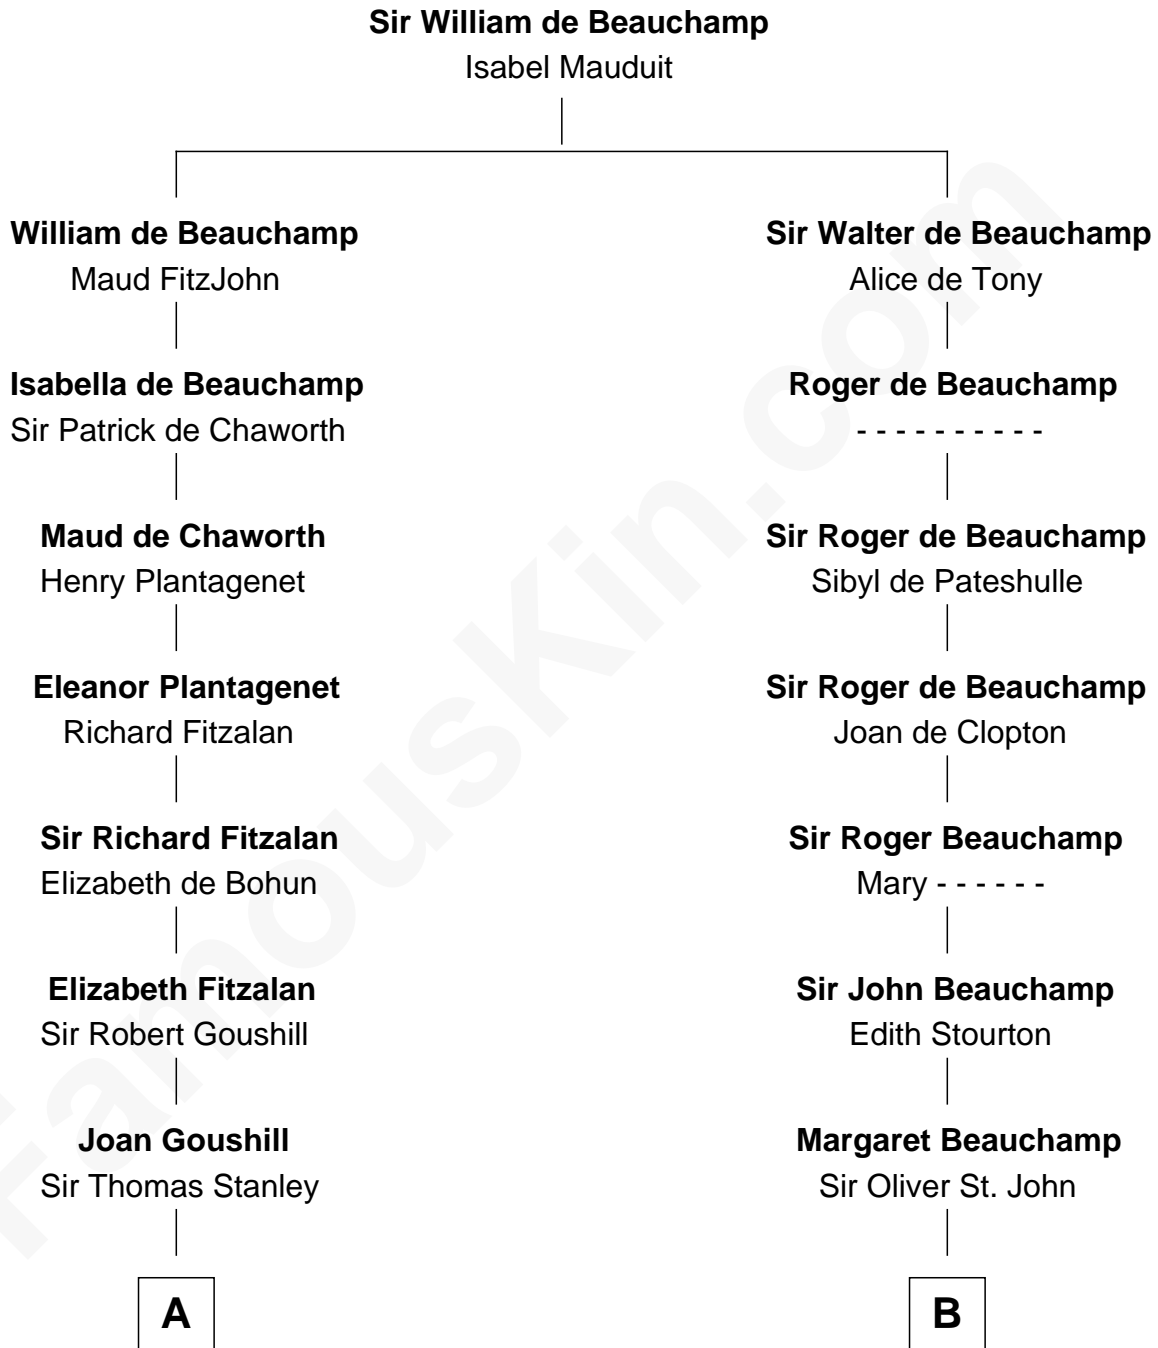 Sir William de Beauchamp
Isabel Mauduit
William de Beauchamp
Maud FitzJohn
Sir Walter de Beauchamp
Alice de Tony
Isabella de Beauchamp
Sir Patrick de Chaworth
Roger de Beauchamp
- - - - - - - - - -
Maud de Chaworth
Henry Plantagenet
Sir Roger de Beauchamp
Sibyl de Pateshulle
Eleanor Plantagenet
Richard Fitzalan
Sir Roger de Beauchamp
Joan de Clopton
Sir Richard Fitzalan
Elizabeth de Bohun
Sir Roger Beauchamp
Mary - - - - - -
Elizabeth Fitzalan
Sir Robert Goushill
Sir John Beauchamp
Edith Stourton
Joan Goushill
Sir Thomas Stanley
Margaret Beauchamp
Sir Oliver St. John
A
B
FamousKin.com